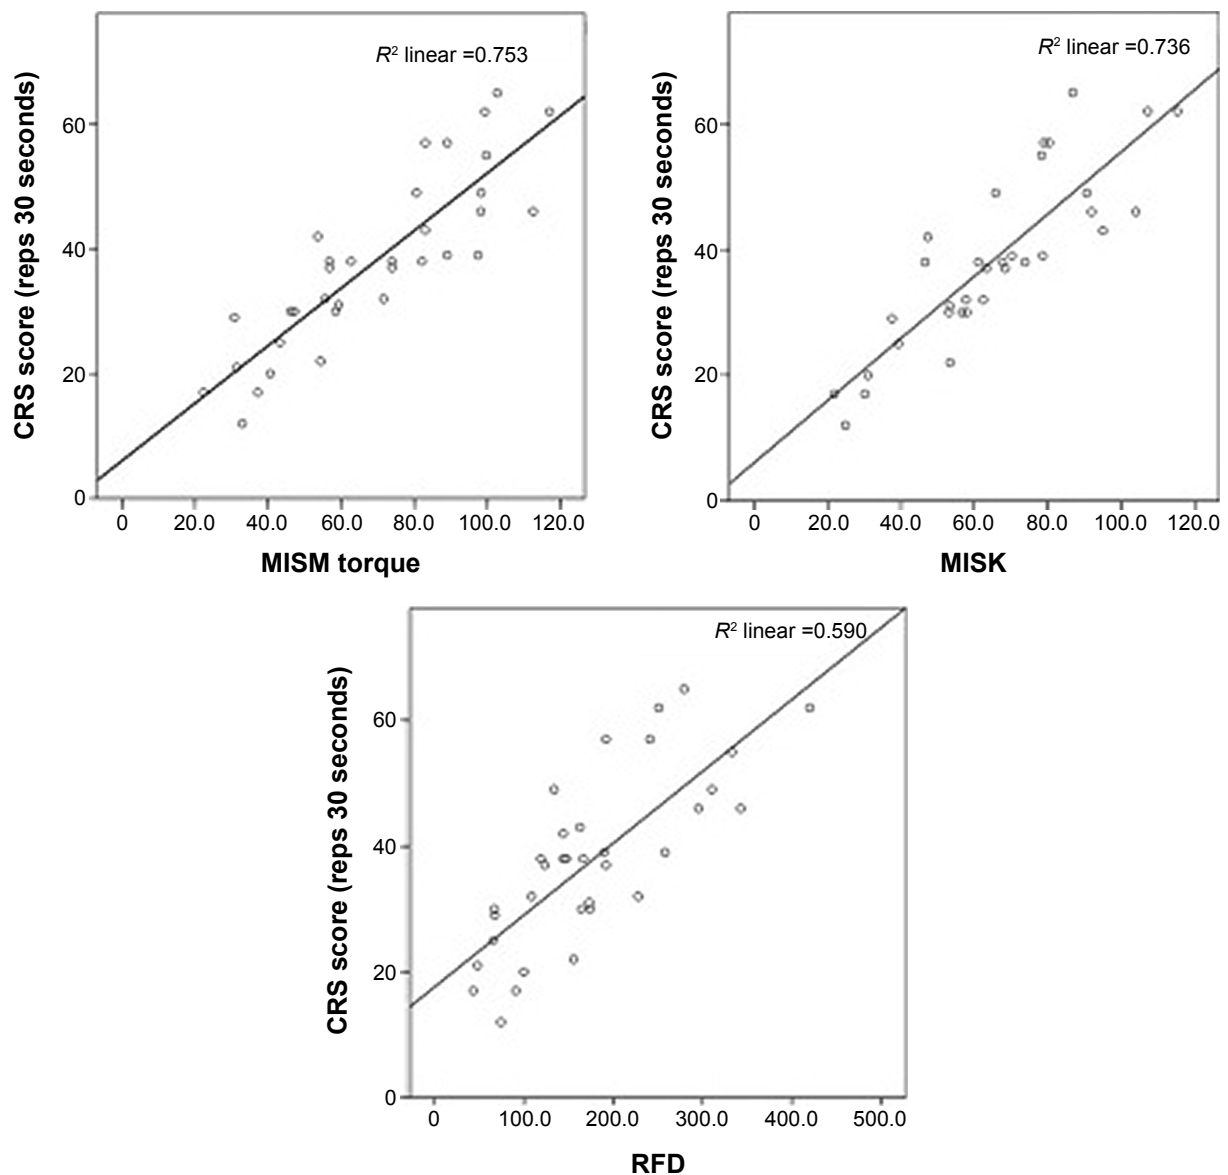 R² linear =0.753
CRS score (reps 30 seconds)
60
40
20
0
0 20.0 40.0 60.0 80.0 100.0 120.0
MISM torque
R² linear =0.736
CRS score (reps 30 seconds)
60
40
20
0
0 20.0 40.0 60.0 80.0 100.0 120.0
MISK
R² linear =0.590
CRS score (reps 30 seconds)
60
40
20
0
0 100.0 200.0 300.0 400.0 500.0
RFD